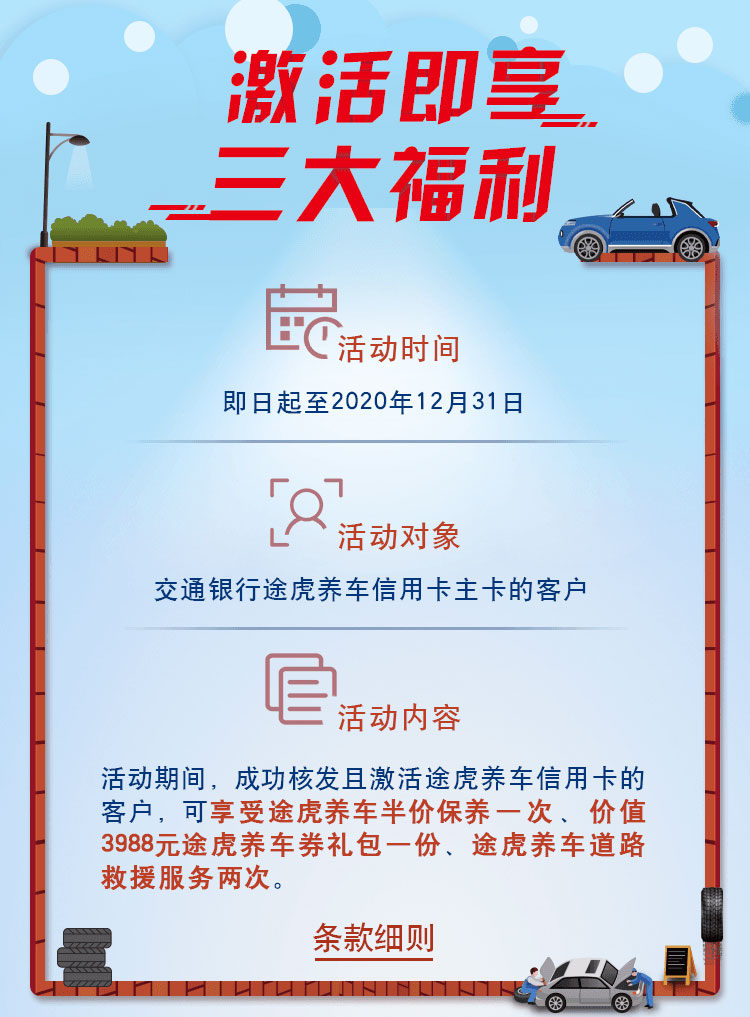 激活即享
三大福利
活动时间
即日起至2020年12月31日
活动对象
交通银行途虎养车信用卡主卡的客户
活动内容
活动期间，成功核发且激活途虎养车信用卡的
客户，可享受途虎养车半价保养一次、价值
3988元途虎养车券礼包一份、途虎养车道路
救援服务两次。
条款细则